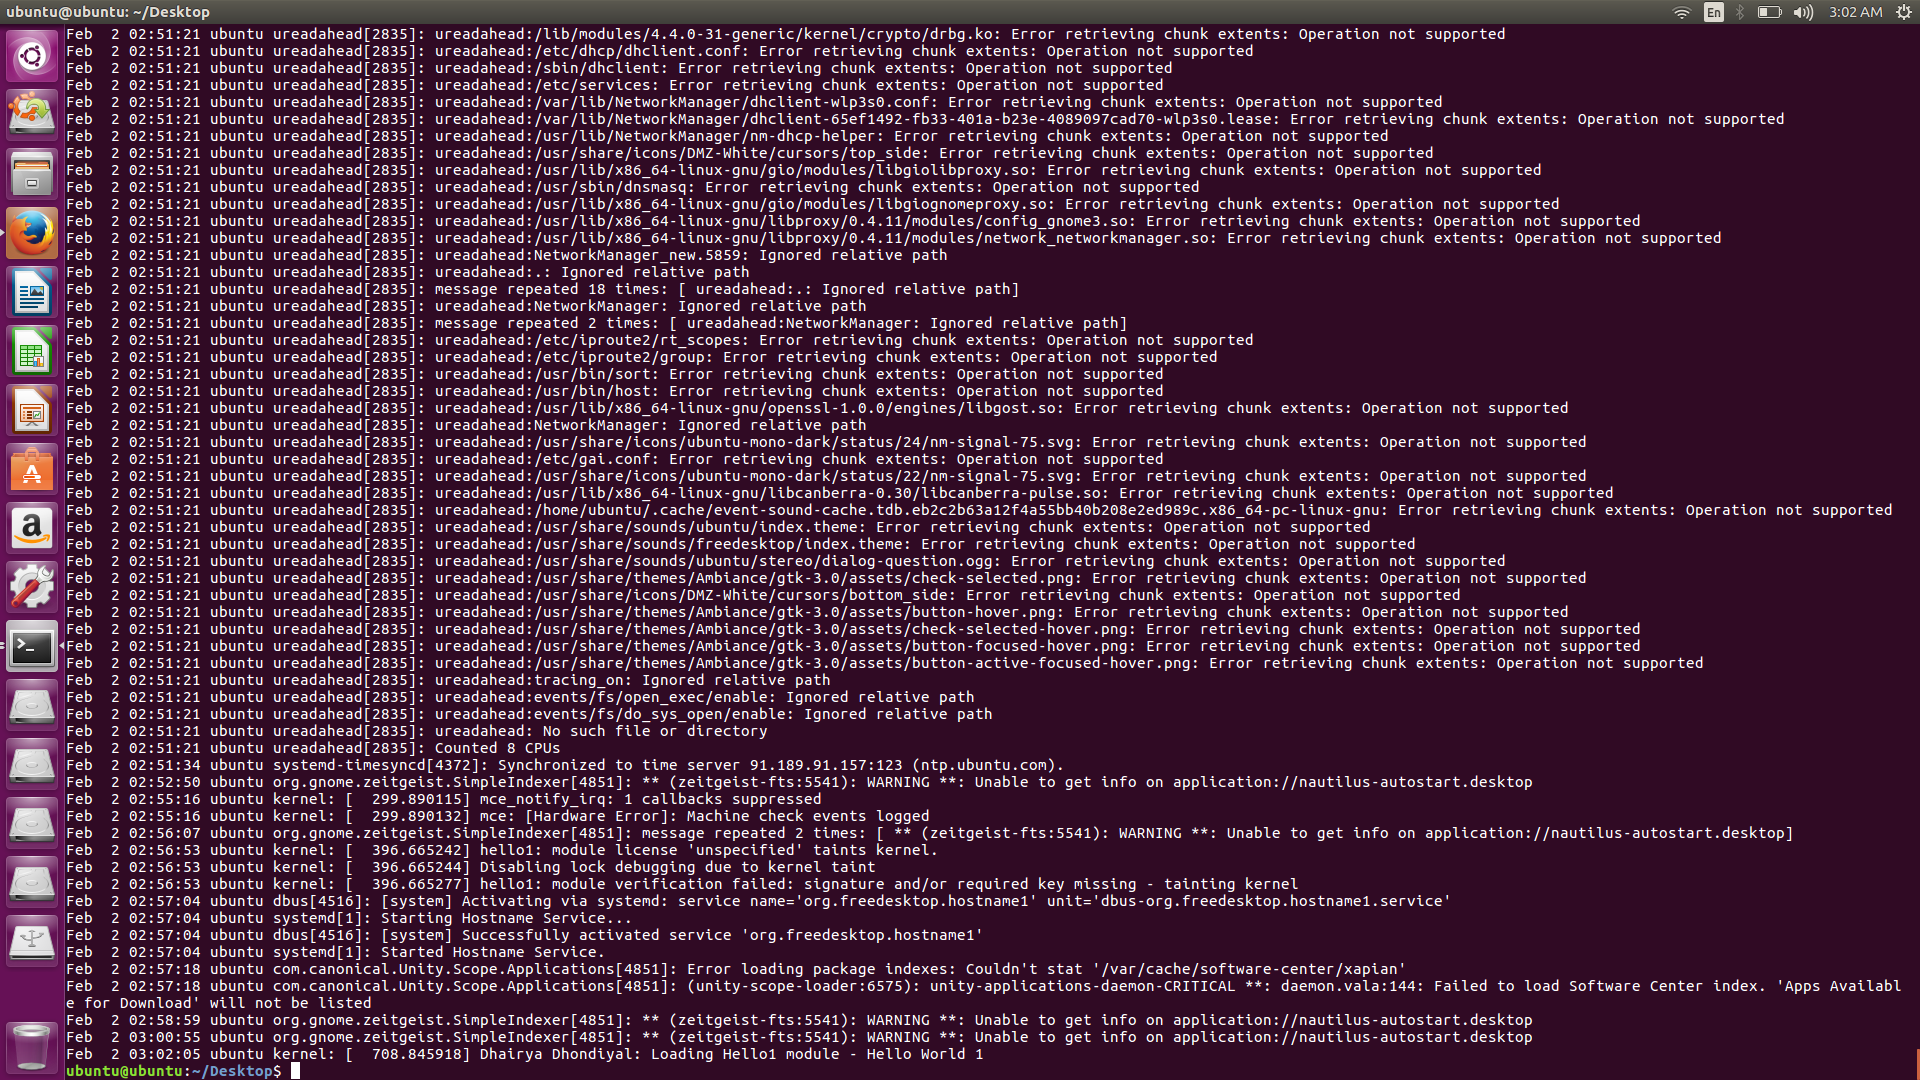 ubuntu@ubuntu: ~/Desktop
En
3:02 AM
Feb  2 02:51:21 ubuntu ureadahead[2835]: ureadahead:/lib/modules/4.4.0-31-generic/kernel/crypto/drbg.ko: Error retrieving chunk extents: Operation not supported
Feb  2 02:51:21 ubuntu ureadahead[2835]: ureadahead:/etc/dhcp/dhclient.conf: Error retrieving chunk extents: Operation not supported
Feb  2 02:51:21 ubuntu ureadahead[2835]: ureadahead:/sbin/dhclient: Error retrieving chunk extents: Operation not supported
Feb  2 02:51:21 ubuntu ureadahead[2835]: ureadahead:/etc/services: Error retrieving chunk extents: Operation not supported
Feb  2 02:51:21 ubuntu ureadahead[2835]: ureadahead:/var/lib/NetworkManager/dhclient-wlp3s0.conf: Error retrieving chunk extents: Operation not supported
Feb  2 02:51:21 ubuntu ureadahead[2835]: ureadahead:/var/lib/NetworkManager/dhclient-65ef1492-fb33-401a-b23e-4089097cad70-wlp3s0.lease: Error retrieving chunk extents: Operation not supported
Feb  2 02:51:21 ubuntu ureadahead[2835]: ureadahead:/usr/lib/NetworkManager/nm-dhcp-helper: Error retrieving chunk extents: Operation not supported
Feb  2 02:51:21 ubuntu ureadahead[2835]: ureadahead:/usr/share/icons/DMZ-White/cursors/top_side: Error retrieving chunk extents: Operation not supported
Feb  2 02:51:21 ubuntu ureadahead[2835]: ureadahead:/usr/lib/x86_64-linux-gnu/gio/modules/libgiolibproxy.so: Error retrieving chunk extents: Operation not supported
Feb  2 02:51:21 ubuntu ureadahead[2835]: ureadahead:/usr/sbin/dnsmasq: Error retrieving chunk extents: Operation not supported
Feb  2 02:51:21 ubuntu ureadahead[2835]: ureadahead:/usr/lib/x86_64-linux-gnu/gio/modules/libgiognomeproxy.so: Error retrieving chunk extents: Operation not supported
Feb  2 02:51:21 ubuntu ureadahead[2835]: ureadahead:/usr/lib/x86_64-linux-gnu/libproxy/0.4.11/modules/config_gnome3.so: Error retrieving chunk extents: Operation not supported
Feb  2 02:51:21 ubuntu ureadahead[2835]: ureadahead:/usr/lib/x86_64-linux-gnu/libproxy/0.4.11/modules/network_networkmanager.so: Error retrieving chunk extents: Operation not supported
Feb  2 02:51:21 ubuntu ureadahead[2835]: ureadahead:NetworkManager_new.5859: Ignored relative path
Feb  2 02:51:21 ubuntu ureadahead[2835]: ureadahead:.: Ignored relative path
Feb  2 02:51:21 ubuntu ureadahead[2835]: message repeated 18 times: [ ureadahead:.: Ignored relative path]
Feb  2 02:51:21 ubuntu ureadahead[2835]: ureadahead:NetworkManager: Ignored relative path
Feb  2 02:51:21 ubuntu ureadahead[2835]: message repeated 2 times: [ ureadahead:NetworkManager: Ignored relative path]
Feb  2 02:51:21 ubuntu ureadahead[2835]: ureadahead:/etc/iproute2/rt_scopes: Error retrieving chunk extents: Operation not supported
Feb  2 02:51:21 ubuntu ureadahead[2835]: ureadahead:/etc/iproute2/group: Error retrieving chunk extents: Operation not supported
Feb  2 02:51:21 ubuntu ureadahead[2835]: ureadahead:/usr/bin/sort: Error retrieving chunk extents: Operation not supported
Feb  2 02:51:21 ubuntu ureadahead[2835]: ureadahead:/usr/bin/host: Error retrieving chunk extents: Operation not supported
Feb  2 02:51:21 ubuntu ureadahead[2835]: ureadahead:/usr/lib/x86_64-linux-gnu/openssl-1.0.0/engines/libgost.so: Error retrieving chunk extents: Operation not supported
Feb  2 02:51:21 ubuntu ureadahead[2835]: ureadahead:NetworkManager: Ignored relative path
Feb  2 02:51:21 ubuntu ureadahead[2835]: ureadahead:/usr/share/icons/ubuntu-mono-dark/status/24/nm-signal-75.svg: Error retrieving chunk extents: Operation not supported
Feb  2 02:51:21 ubuntu ureadahead[2835]: ureadahead:/etc/gai.conf: Error retrieving chunk extents: Operation not supported
Feb  2 02:51:21 ubuntu ureadahead[2835]: ureadahead:/usr/share/icons/ubuntu-mono-dark/status/22/nm-signal-75.svg: Error retrieving chunk extents: Operation not supported
Feb  2 02:51:21 ubuntu ureadahead[2835]: ureadahead:/usr/lib/x86_64-linux-gnu/libcanberra-0.30/libcanberra-pulse.so: Error retrieving chunk extents: Operation not supported
Feb  2 02:51:21 ubuntu ureadahead[2835]: ureadahead:/home/ubuntu/.cache/event-sound-cache.tdb.eb2c2b63a12f4a55bb40b208e2ed989c.x86_64-pc-linux-gnu: Error retrieving chunk extents: Operation not supported
Feb  2 02:51:21 ubuntu ureadahead[2835]: ureadahead:/usr/share/sounds/ubuntu/index.theme: Error retrieving chunk extents: Operation not supported
Feb  2 02:51:21 ubuntu ureadahead[2835]: ureadahead:/usr/share/sounds/freedesktop/index.theme: Error retrieving chunk extents: Operation not supported
Feb  2 02:51:21 ubuntu ureadahead[2835]: ureadahead:/usr/share/sounds/ubuntu/stereo/dialog-question.ogg: Error retrieving chunk extents: Operation not supported
Feb  2 02:51:21 ubuntu ureadahead[2835]: ureadahead:/usr/share/themes/Ambiance/gtk-3.0/assets/check-selected.png: Error retrieving chunk extents: Operation not supported
Feb  2 02:51:21 ubuntu ureadahead[2835]: ureadahead:/usr/share/icons/DMZ-White/cursors/bottom_side: Error retrieving chunk extents: Operation not supported
Feb  2 02:51:21 ubuntu ureadahead[2835]: ureadahead:/usr/share/themes/Ambiance/gtk-3.0/assets/button-hover.png: Error retrieving chunk extents: Operation not supported
Feb  2 02:51:21 ubuntu ureadahead[2835]: ureadahead:/usr/share/themes/Ambiance/gtk-3.0/assets/check-selected-hover.png: Error retrieving chunk extents: Operation not supported
Feb  2 02:51:21 ubuntu ureadahead[2835]: ureadahead:/usr/share/themes/Ambiance/gtk-3.0/assets/button-focused-hover.png: Error retrieving chunk extents: Operation not supported
Feb  2 02:51:21 ubuntu ureadahead[2835]: ureadahead:/usr/share/themes/Ambiance/gtk-3.0/assets/button-active-focused-hover.png: Error retrieving chunk extents: Operation not supported
Feb  2 02:51:21 ubuntu ureadahead[2835]: ureadahead:tracing_on: Ignored relative path
Feb  2 02:51:21 ubuntu ureadahead[2835]: ureadahead:events/fs/open_exec/enable: Ignored relative path
Feb  2 02:51:21 ubuntu ureadahead[2835]: ureadahead:events/fs/do_sys_open/enable: Ignored relative path
Feb  2 02:51:21 ubuntu ureadahead[2835]: ureadahead: No such file or directory
Feb  2 02:51:21 ubuntu ureadahead[2835]: Counted 8 CPUs
Feb  2 02:51:34 ubuntu systemd-timesyncd[4372]: Synchronized to time server 91.189.91.157:123 (ntp.ubuntu.com).
Feb  2 02:52:50 ubuntu org.gnome.zeitgeist.SimpleIndexer[4851]: ** (zeitgeist-fts:5541): WARNING **: Unable to get info on application://nautilus-autostart.desktop
Feb  2 02:55:16 ubuntu kernel: [  299.890115] mce_notify_irq: 1 callbacks suppressed
Feb  2 02:55:16 ubuntu kernel: [  299.890132] mce: [Hardware Error]: Machine check events logged
Feb  2 02:56:07 ubuntu org.gnome.zeitgeist.SimpleIndexer[4851]: message repeated 2 times: [ ** (zeitgeist-fts:5541): WARNING **: Unable to get info on application://nautilus-autostart.desktop]
Feb  2 02:56:53 ubuntu kernel: [  396.665242] hello1: module license 'unspecified' taints kernel.
Feb  2 02:56:53 ubuntu kernel: [  396.665244] Disabling lock debugging due to kernel taint
Feb  2 02:56:53 ubuntu kernel: [  396.665277] hello1: module verification failed: signature and/or required key missing - tainting kernel
Feb  2 02:57:04 ubuntu dbus[4516]: [system] Activating via systemd: service name='org.freedesktop.hostname1' unit='dbus-org.freedesktop.hostname1.service'
Feb  2 02:57:04 ubuntu systemd[1]: Starting Hostname Service...
Feb  2 02:57:04 ubuntu dbus[4516]: [system] Successfully activated service 'org.freedesktop.hostname1'
Feb  2 02:57:04 ubuntu systemd[1]: Started Hostname Service.
Feb  2 02:57:18 ubuntu com.canonical.Unity.Scope.Applications[4851]: Error loading package indexes: Couldn't stat '/var/cache/software-center/xapian'
Feb  2 02:57:18 ubuntu com.canonical.Unity.Scope.Applications[4851]: (unity-scope-loader:6575): unity-applications-daemon-CRITICAL **: daemon.vala:144: Failed to load Software Center index. 'Apps Availabl
e for Download' will not be listed
Feb  2 02:58:59 ubuntu org.gnome.zeitgeist.SimpleIndexer[4851]: ** (zeitgeist-fts:5541): WARNING **: Unable to get info on application://nautilus-autostart.desktop
Feb  2 03:00:55 ubuntu org.gnome.zeitgeist.SimpleIndexer[4851]: ** (zeitgeist-fts:5541): WARNING **: Unable to get info on application://nautilus-autostart.desktop
Feb  2 03:02:05 ubuntu kernel: [  708.845918] Dhairya Dhondiyal: Loading Hello1 module - Hello World 1
ubuntu@ubuntu:~/Desktop$